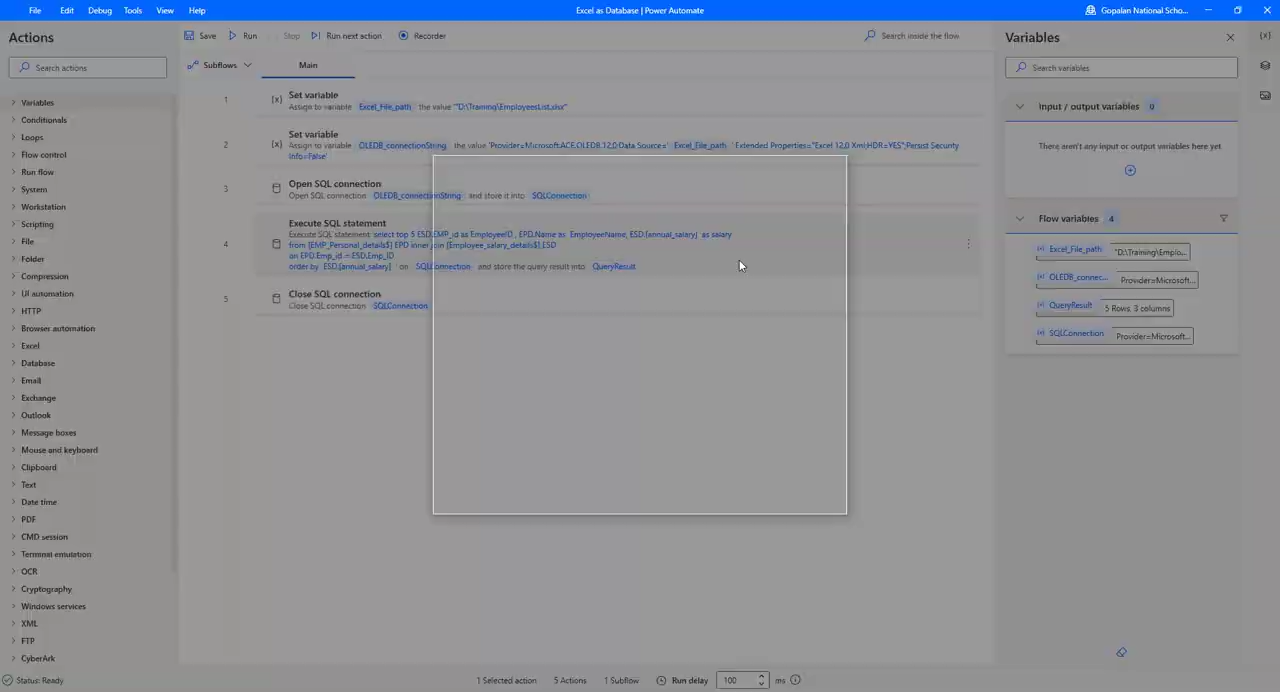 File Edit Debug Tools View Help
Excel as Database | Power Automate
Gopalan National Scho...
Actions
Search actions
Variables
Conditionals
Loops
Flow control
Run flow
System
Workstation
Scripting
File
Folder
Compression
UI automation
HTTP
Browser automation
Excel
Database
Email
Exchange
Outlook
Message boxes
Mouse and keyboard
Clipboard
Text
Date time
PDF
CMD session
Terminal emulation
OCR
Cryptography
Windows services
XML
FTP
CyberArk
Save Run Stop Run next action Recorder
Search inside the flow
Subflows Main
1
{x} Set variable
Assign to variable Excel_File_path the value '"D:\Training\EmployeesList.xlsx"
2
{x} Set variable
Assign to variable OLEDB_connectionString the value 'Provider=Microsoft.ACE.OLEDB.12.0;Data Source=' Excel_File_path ' Extended Properties="Excel 12.0 Xml;HDR=YES";Persist Security
Info=False'
3
Open SQL connection
Open SQL connection OLEDB_connectionString and store it into SQLConnection
4
Execute SQL statement
Execute SQL statement select top 5 ESD.EMP_id as EmployeeID , EPD.Name as EmployeeName, ESD.[annual_salary] as salary
from [EMP_Personal_details$] EPD inner join [Employee_salary_details$] ESD
on EPD.Emp_id = ESD.Emp_ID
order by ESD.[annual_salary] ' on SQLConnection and store the query result into QueryResult
5
Close SQL connection
Close SQL connection SQLConnection
Variables
Search variables
Input / output variables 0
There aren't any input or output variables here yet
Flow variables 4
(x) Excel_File_path "D:\Training\Emplo...
(x) OLEDB_connec... Provider=Microsoft...
(x) QueryResult 5 Rows, 3 columns
(x) SQLConnection Provider=Microsoft...
Status: Ready
1 Selected action 5 Actions 1 Subflow Run delay 100 ms